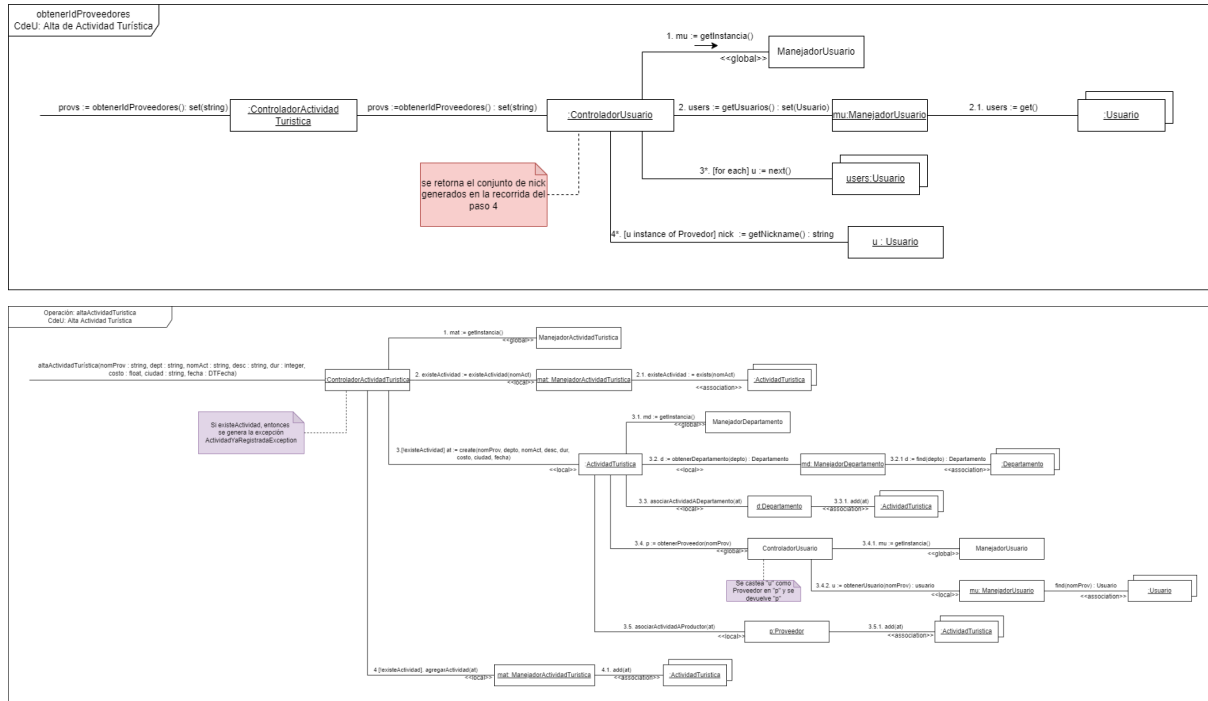 obtenerIdProveedores
CdeU: Alta de Actividad Turística
1. mu := getInstancia()
ManejadorUsuario
<<global>>
provs := obtenerIdProveedores(): set(string)
:ControladorActividad
Turistica
provs :=obtenerIdProveedores() : set(string)
:ControladorUsuario
2. users := getUsuarios() : set(Usuario)
mu:ManejadorUsuario
2.1. users := get()
:Usuario
se retorna el conjunto de nick
generados en la recorrida del
paso 4
3*. [for each] u := next()
users:Usuario
4*. [u instance of Provedor] nick := getNickname() : string
u : Usuario
Operación: altaActividadTuristica
CdeU: Alta Actividad Turística
1. mat := getInstancia()
<<global>>
ManejadorActividadTuristica
altaActividadTurística(nomProv : string, dept : string, nomAct : string, desc : string, dur : integer,
costo : float, ciudad : string, fecha : DTFecha)
:ControladorActividadTuristica
2. existeActividad := existeActividad(nomAct)
<<local>>
mat: ManejadorActividadTuristica
2.1. existeActividad := exists(nomAct)
<<association>>
:ActividadTuristica
Si existeActividad, entonces
se genera la excepción
ActividadYaRegistradaException
3.1. md := getInstancia()
<<global>>
ManejadorDepartamento
3 [!existeActividad] at := create(nomProv, depto, nomAct, desc, dur,
costo, ciudad, fecha)
<<local>>
:ActividadTuristica
3.2. d := obtenerDepartamento(depto) : Departamento
<<local>>
md: ManejadorDepartamento
3.2.1 d := find(depto) : Departamento
<<association>>
:Departamento
3.3. asociarActividadADepartamento(at)
<<local>>
d:Departamento
3.3.1. add(at)
<<association>>
:ActividadTuristica
3.4. p := obtenerProveedor(nomProv)
<<global>>
ControladorUsuario
3.4.1. mu := getInstancia()
<<global>>
ManejadorUsuario
Se castea "u" como
Proveedor en "p" y se
devuelve "p"
3.4.2. u := obtenerUsuario(nomProv) : usuario
<<local>>
mu: ManejadorUsuario
find(nomProv) : Usuario
<<association>>
:Usuario
3.5. asociarActividadAProductor(at)
<<local>>
p:Proveedor
3.5.1. add(at)
<<association>>
:ActividadTuristica
4 [!existeActividad]. agregarActividad(at)
<<local>>
mat: ManejadorActividadTuristica
4.1. add(at)
<<association>>
:ActividadTuristica